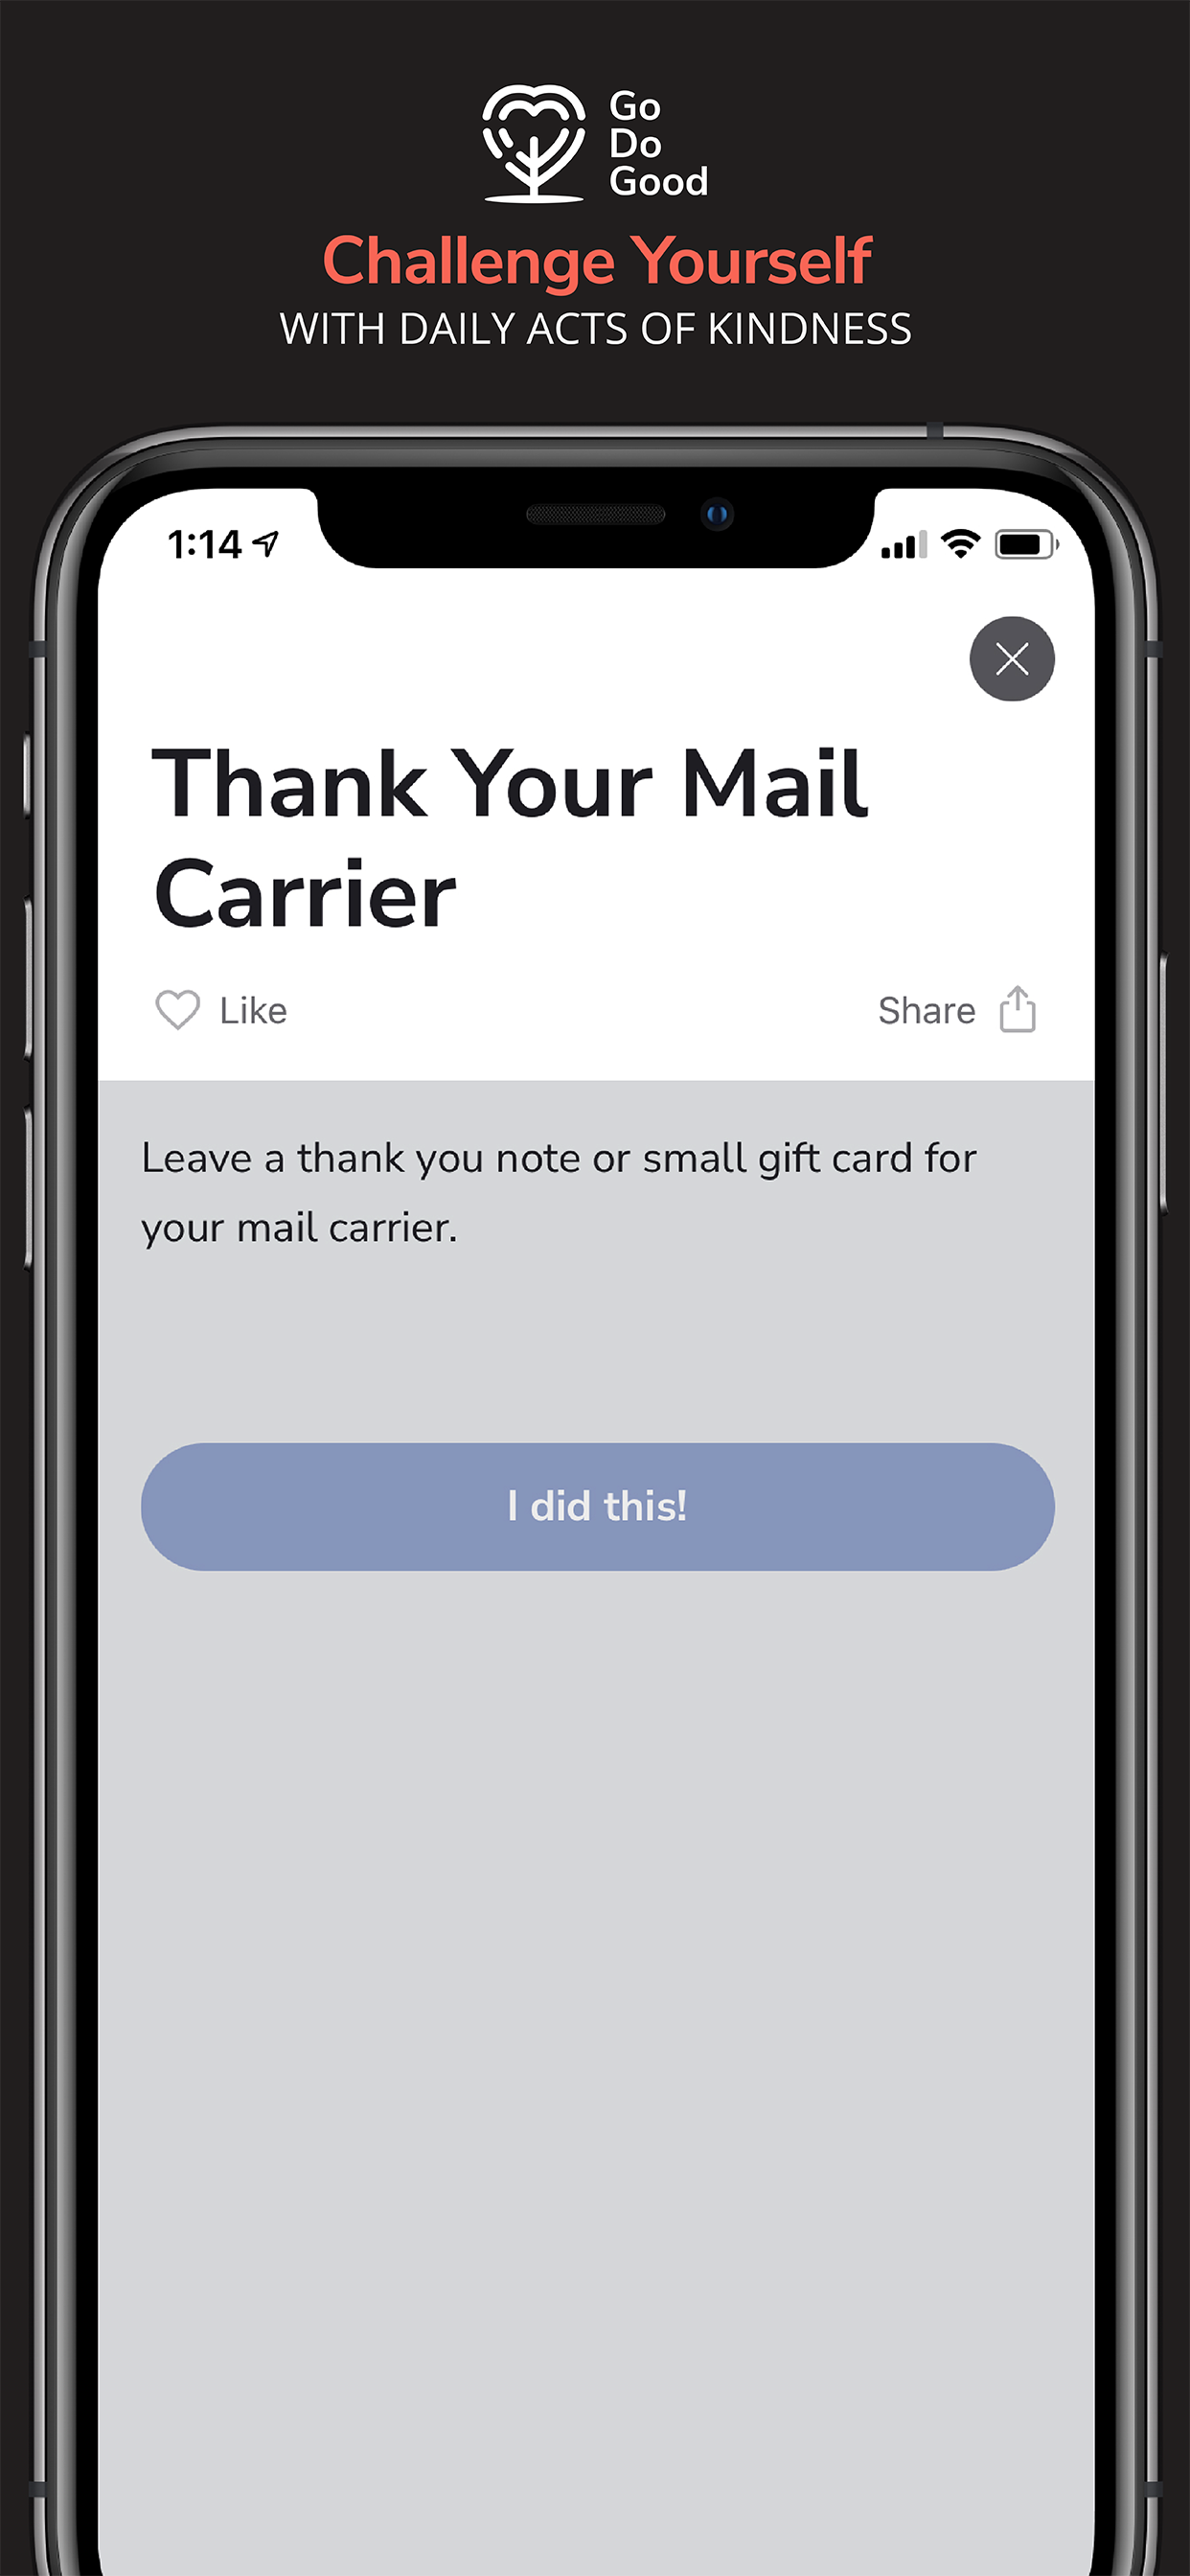 Go
Do
Good
Challenge Yourself
WITH DAILY ACTS OF KINDNESS
1:14
Thank Your Mail
Carrier
Like
Share
Leave a thank you note or small gift card for
your mail carrier.
I did this!